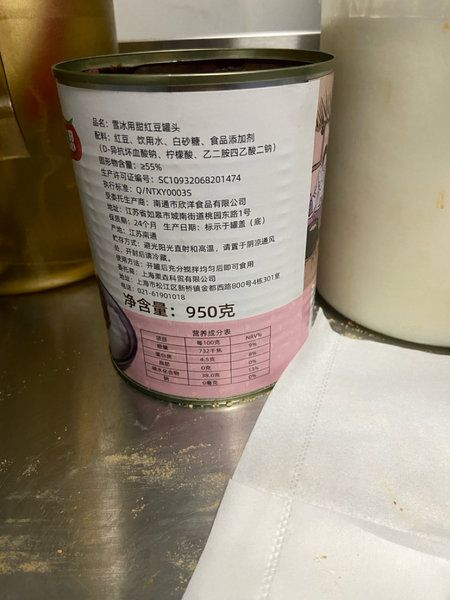 品名：雪冰用甜红豆罐头
配料：红豆、饮用水、白砂糖、食品添加剂
（D-异抗坏血酸钠、柠檬酸、乙二胺四乙酸二钠）
固形物含量：≥55%
生产许可证编号：SC10932068201474
执行标准：Q/NTXY0003S
受委托生产商：南通市欣洋食品有限公司
地址：江苏省如皋市城南街道桃园东路1号
产地：江苏南通
保质期：24个月 生产日期：标示于罐盖（底）
贮存方式：避光阳光直射和高温，请置于阴凉通风
处，开封后请冷藏。
使用方法：开罐后充分搅拌均匀后即可食用
委托商：上海果森科贸有限公司
地址：上海市松江区新桥镇金都西路800号4栋301室
电话：021-61901018
净含量：950克
营养成分表
项目 每100克 NRV%
能量 732千焦 9%
蛋白质 4.5克 8%
脂肪 0克 0%
碳水化合物 38.0克 13%
钠 0毫克 0%